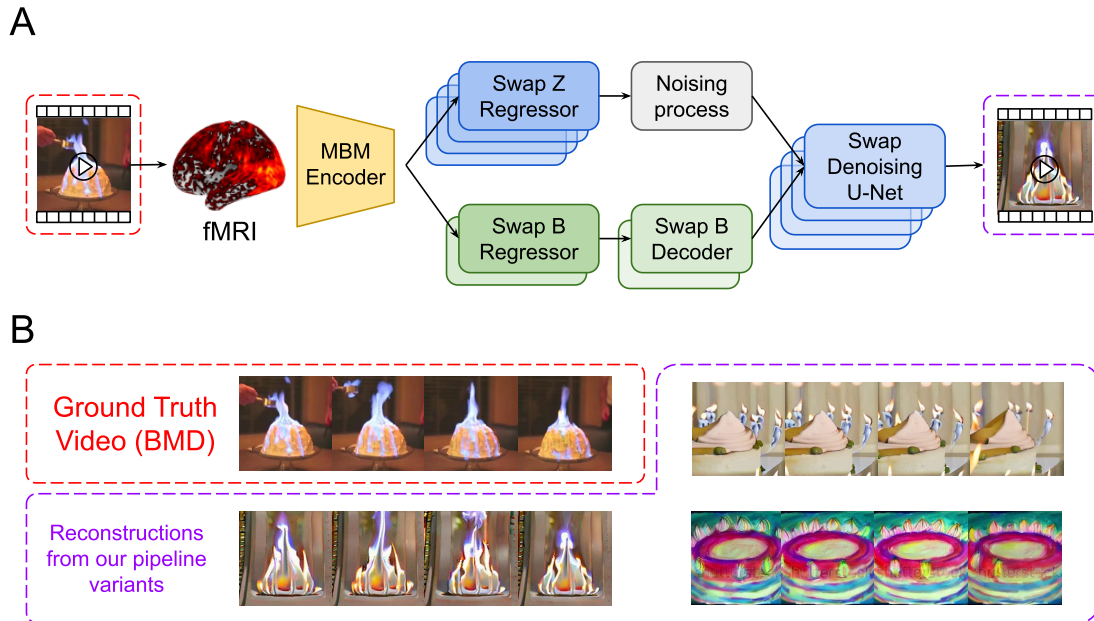 A
fMRI
MBM
Encoder
Swap Z
Regressor
Noising
process
Swap B
Regressor
Swap B
Decoder
Swap
Denoising
U-Net
B
Ground Truth
Video (BMD)
Reconstructions
from our pipeline
variants